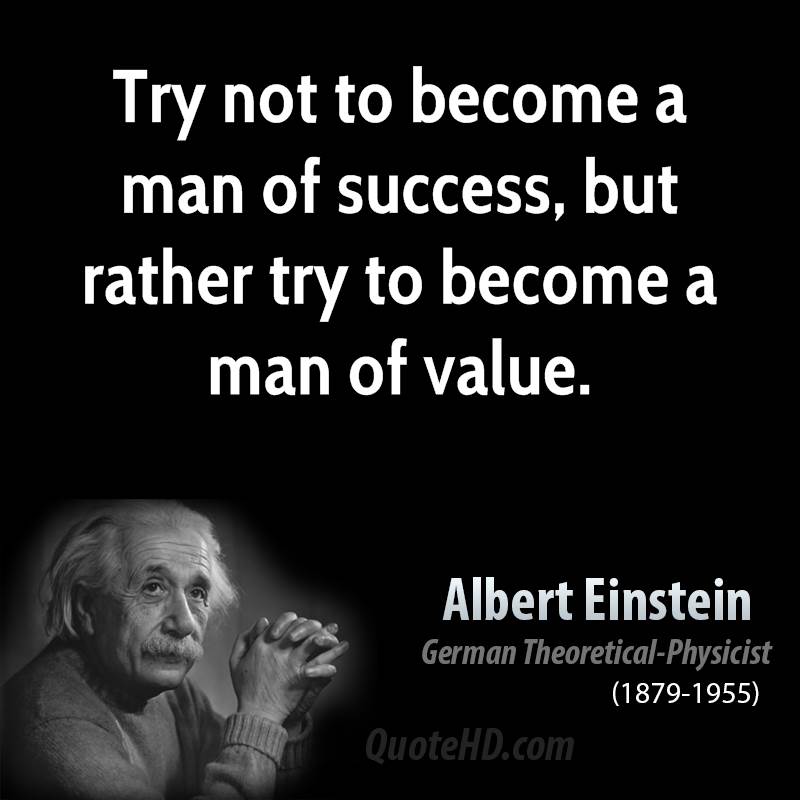 Try not to become a
man of success, but
rather try to become a
man of value.
Albert Einstein
German Theoretical-Physicist
(1879-1955)
QuoteHD.com